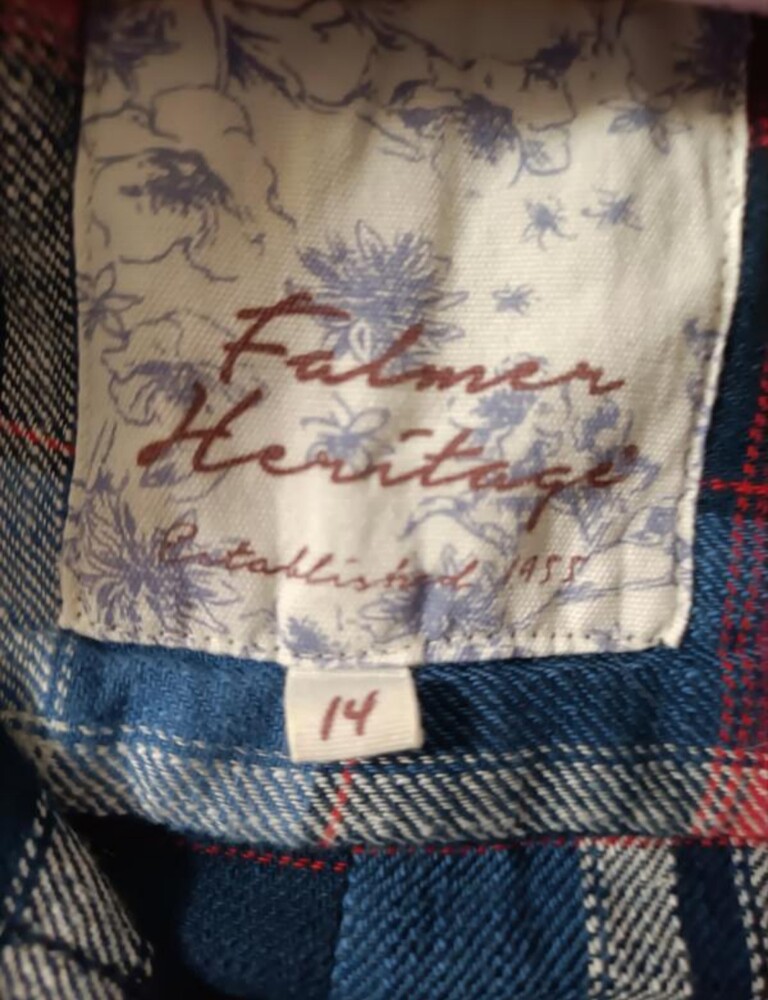 Falmer
Heritage
Established 1955
14